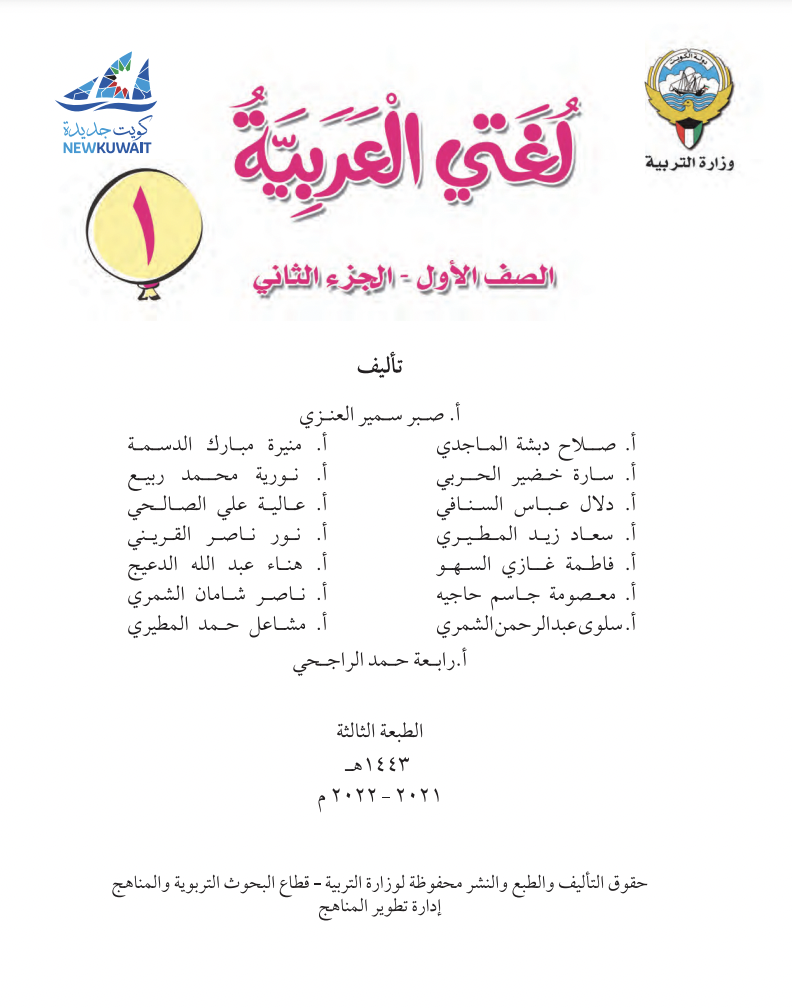 دولة الكويت
وزارة التربية
كويت جديدة
NEWKUWAIT
لُغَتي الْعَرَبِيَّةُ
١
الصف الأول - الجزء الثاني
تأليف
أ. صبر سمير العنزي
أ. صلاح دبشة الماجدي
أ. منيرة مبارك الدسمة
أ. سارة خضير الحربي
أ. نورية محمد ربيع
أ. دلال عباس السنافي
أ. عالية علي الصالحي
أ. سعاد زيد المطيري
أ. نور ناصر القريني
أ. فاطمة غازي السهو
أ. هناء عبد الله الدعيج
أ. معصومة جاسم حاجيه
أ. ناصر شامان الشمري
أ. سلوى عبدالرحمن الشمري
أ. مشاعل حمد المطيري
أ. رابعة حمد الراجحي
الطبعة الثالثة
١٤٤٣هـ
٢٠٢١ - ٢٠٢٢ م
حقوق التأليف والطبع والنشر محفوظة لوزارة التربية - قطاع البحوث التربوية والمناهج
إدارة تطوير المناهج